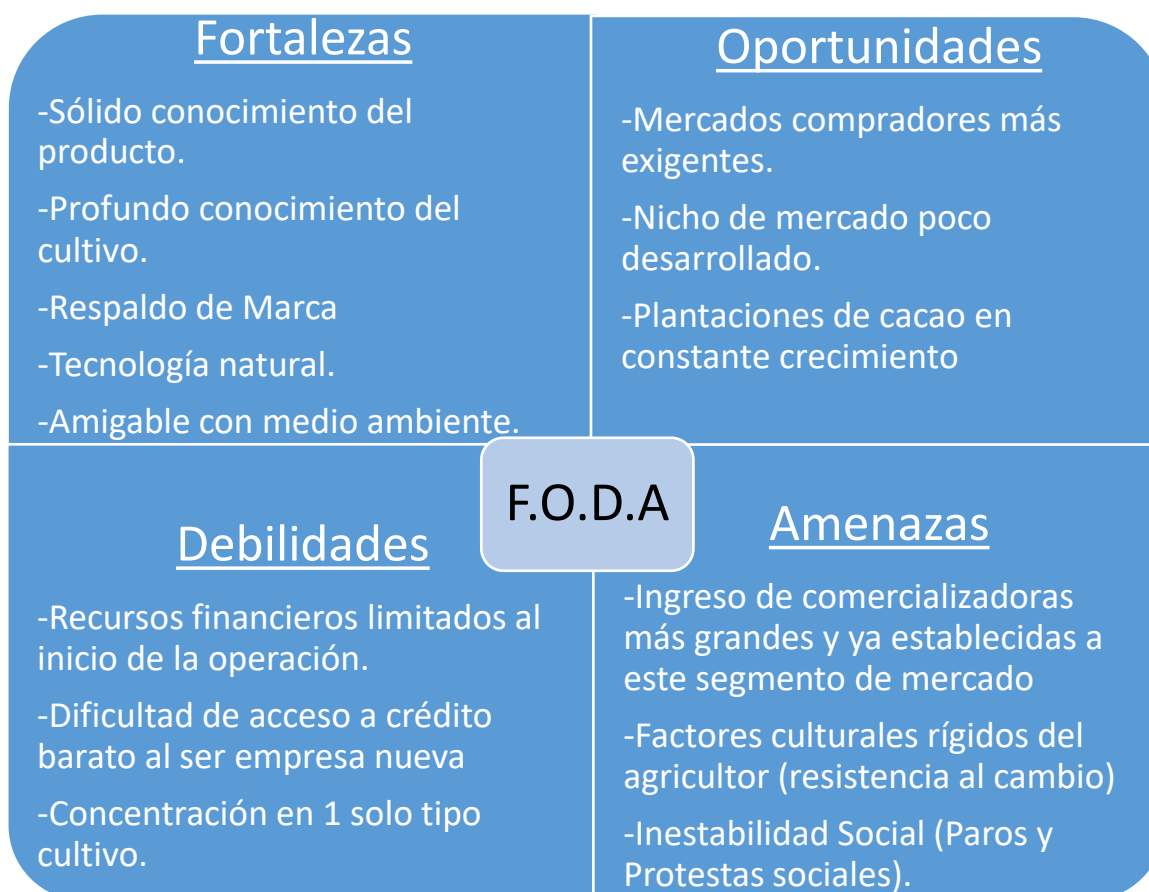 Fortalezas
-Sólido conocimiento del
producto.
-Profundo conocimiento del
cultivo.
-Respaldo de Marca
-Tecnología natural.
-Amigable con medio ambiente.
Oportunidades
-Mercados compradores más
exigentes.
-Nicho de mercado poco
desarrollado.
-Plantaciones de cacao en
constante crecimiento
F.O.D.A
Debilidades
-Recursos financieros limitados al
inicio de la operación.
-Dificultad de acceso a crédito
barato al ser empresa nueva
-Concentración en 1 solo tipo
cultivo.
Amenazas
-Ingreso de comercializadoras
más grandes y ya establecidas a
este segmento de mercado
-Factores culturales rígidos del
agricultor (resistencia al cambio)
-Inestabilidad Social (Paros y
Protestas sociales).